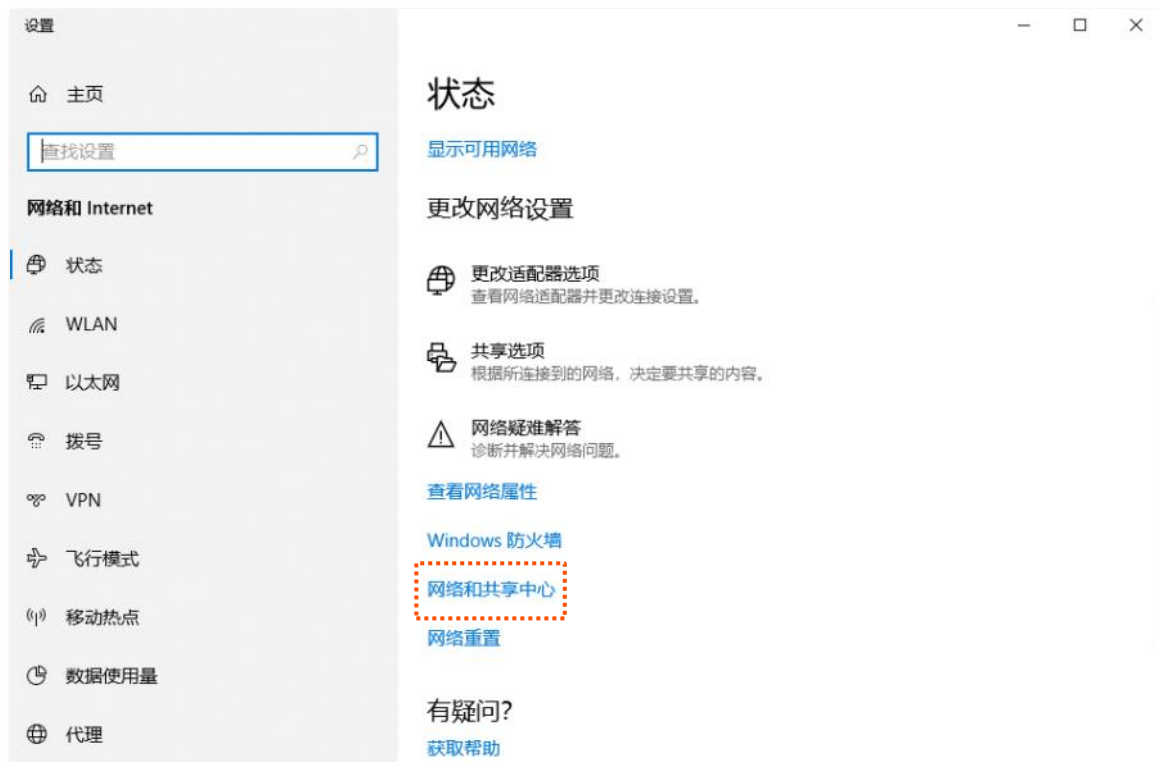 设置
主页
查找设置
网络和 Internet
状态
WLAN
以太网
拨号
VPN
飞行模式
移动热点
数据使用量
代理
状态
显示可用网络
更改网络设置
更改适配器选项
查看网络适配器并更改连接设置。
共享选项
根据所连接到的网络，决定要共享的内容。
网络疑难解答
诊断并解决网络问题。
查看网络属性
Windows 防火墙
网络和共享中心
网络重置
有疑问?
获取帮助